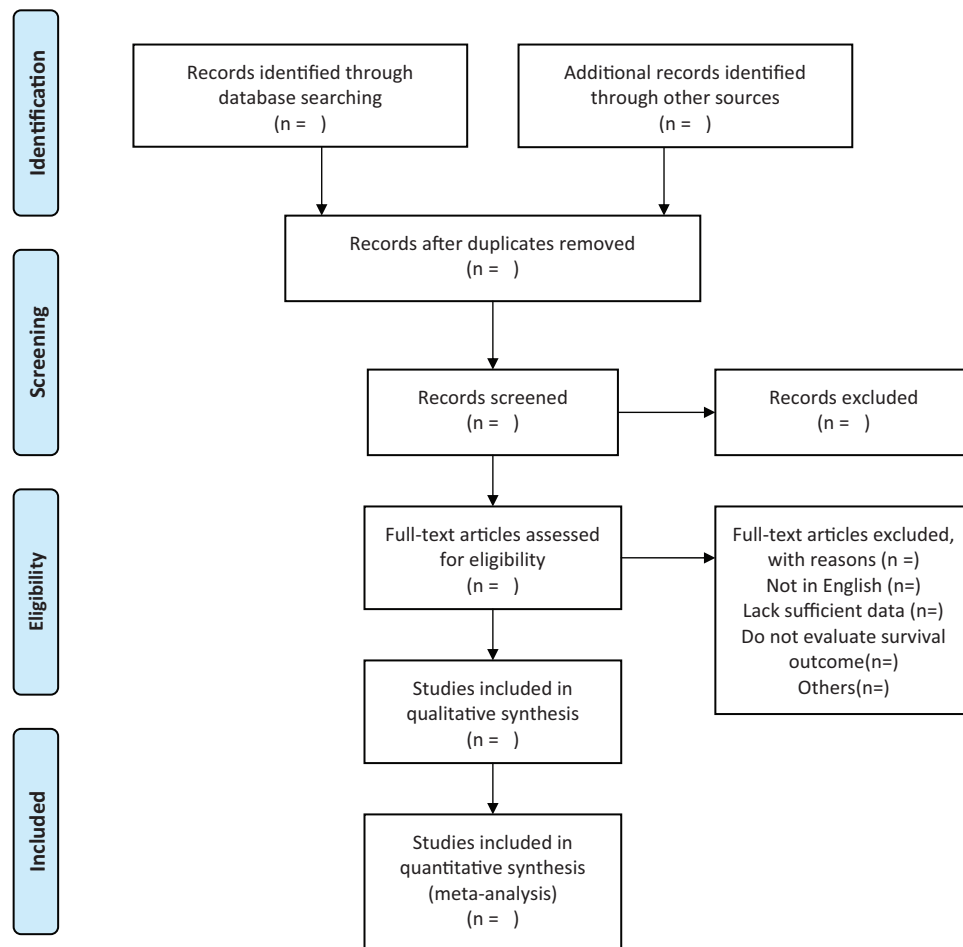 Identification
Records identified through
database searching
(n =   )
Additional records identified
through other sources
(n =   )
Records after duplicates removed
(n =   )
Screening
Records screened
(n =   )
Records excluded
(n =   )
Eligibility
Full-text articles assessed
for eligibility
(n =   )
Full-text articles excluded,
with reasons (n =)
Not in English (n=)
Lack sufficient data (n=)
Do not evaluate survival
outcome(n=)
Others(n=)
Studies included in
qualitative synthesis
(n =   )
Included
Studies included in
quantitative synthesis
(meta-analysis)
(n =   )